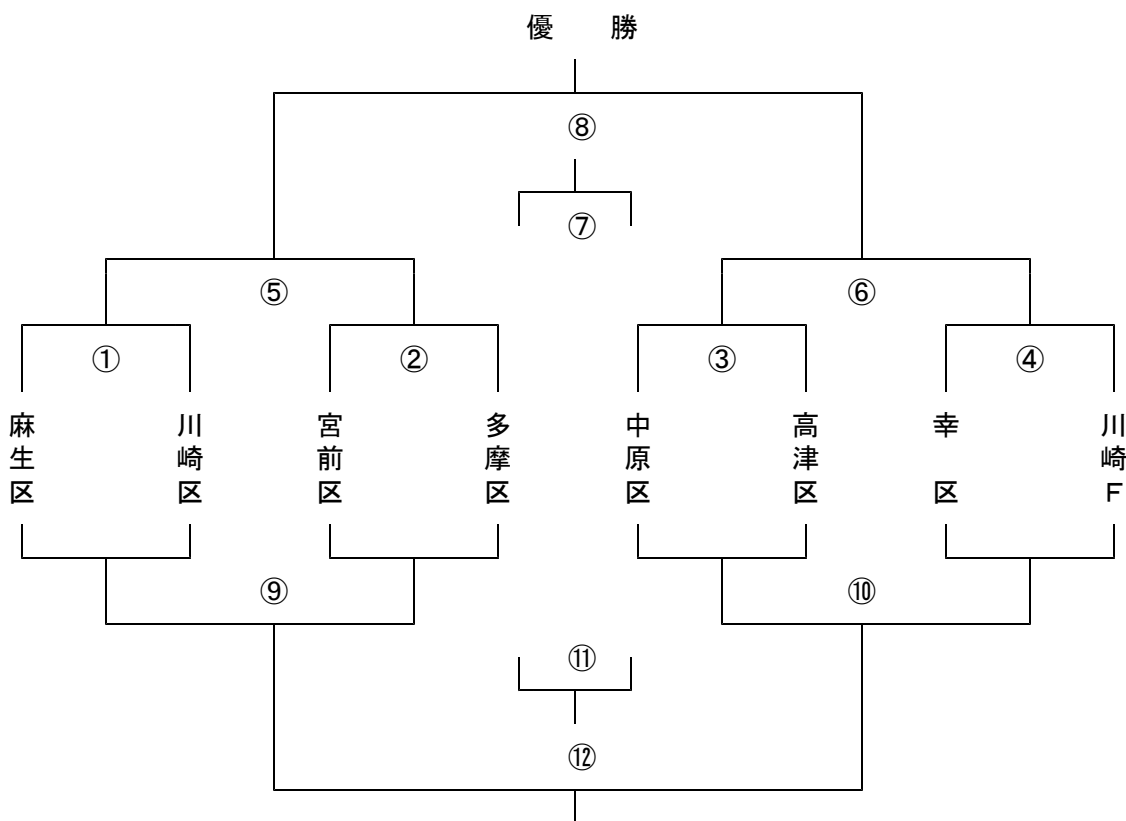 優　勝
⑧
⑦
⑤
⑥
①
②
③
④
麻生区
川崎区
宮前区
多摩区
中原区
高津区
幸　区
川崎Ｆ
⑨
⑩
⑪
⑫